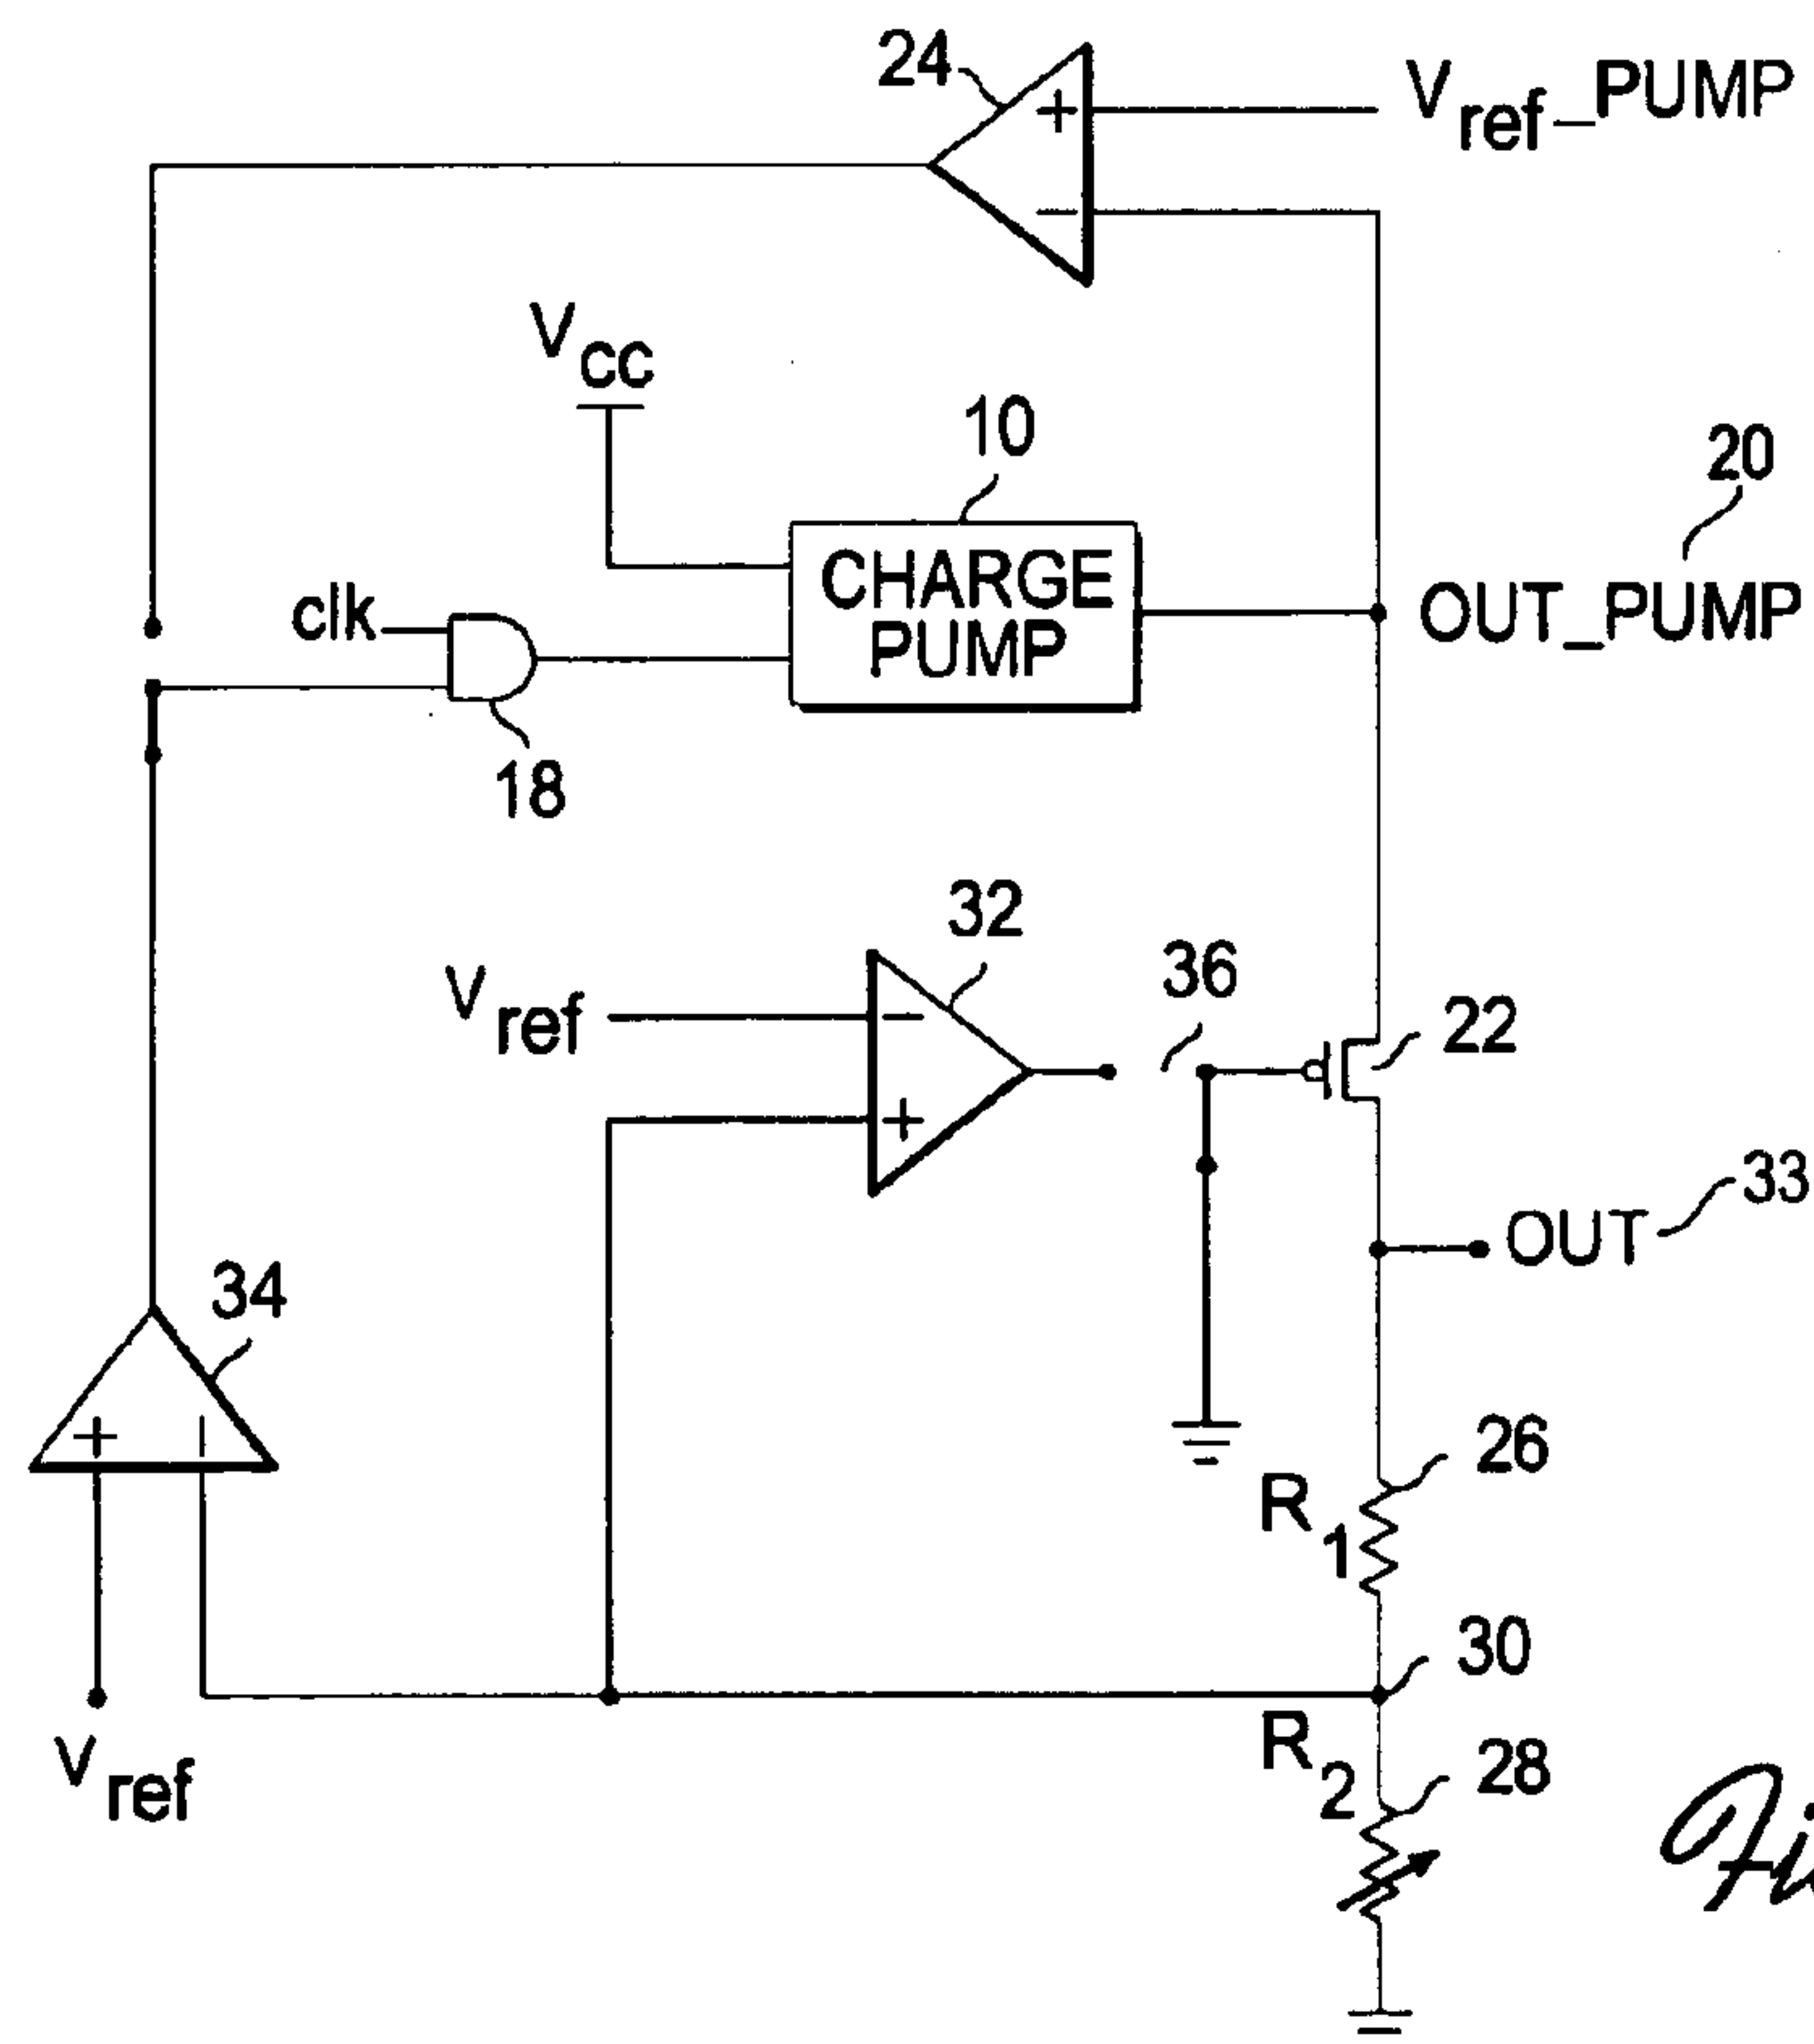 24
+
Vref_PUMP
−
Vcc
10
20
clk
CHARGE
PUMP
OUT_PUMP
18
32
36
Vref
−
22
+
33
OUT
34
26
+
−
R1
30
R2
28
Vref